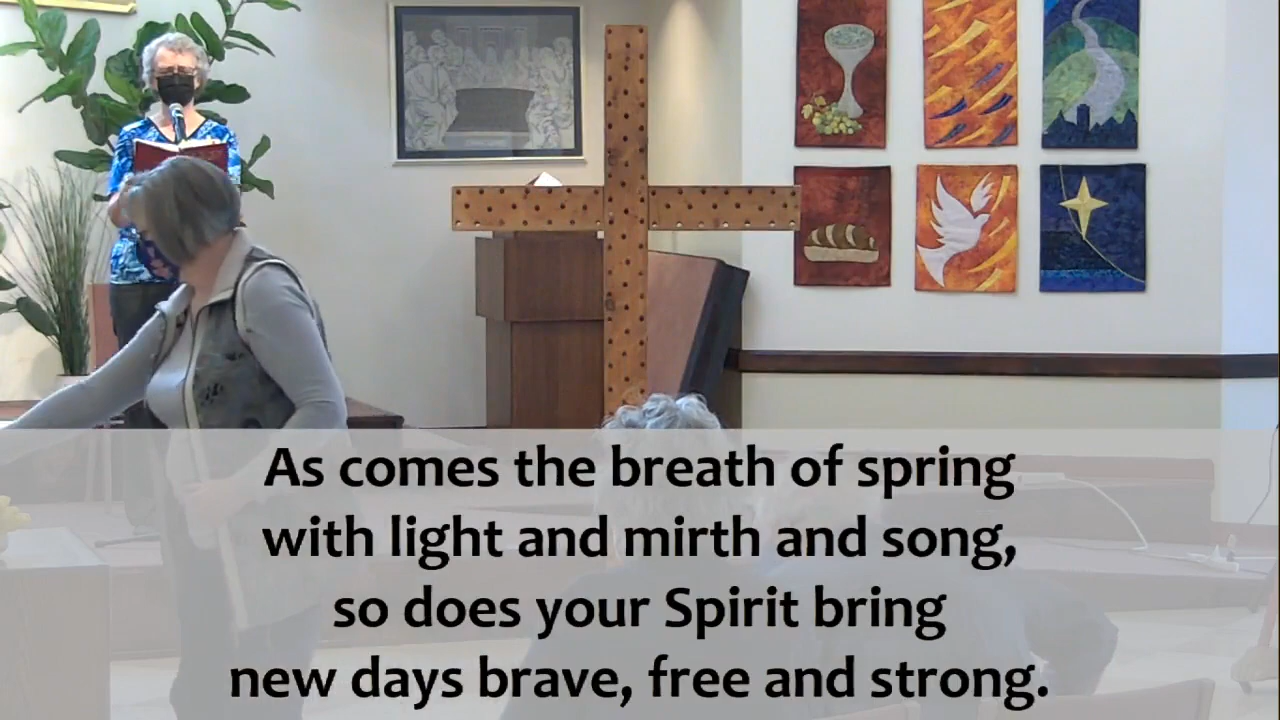 As comes the breath of spring
with light and mirth and song,
so does your Spirit bring
new days brave, free and strong.